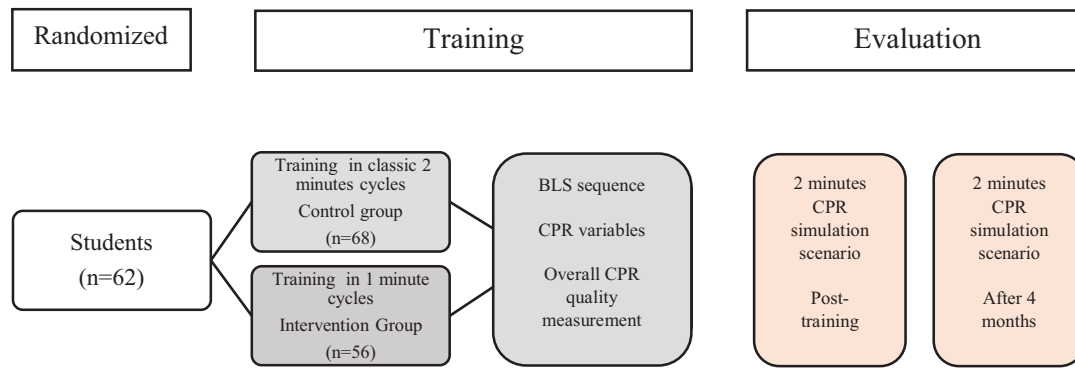 Randomized
Training
Evaluation
Students
(n=62)
Training in classic 2
minutes cycles
Control group
(n=68)
Training in 1 minute
cycles
Intervention Group
(n=56)
BLS sequence
CPR variables
Overall CPR
quality
measurement
2 minutes
CPR
simulation
scenario
Post-
training
2 minutes
CPR
simulation
scenario
After 4
months